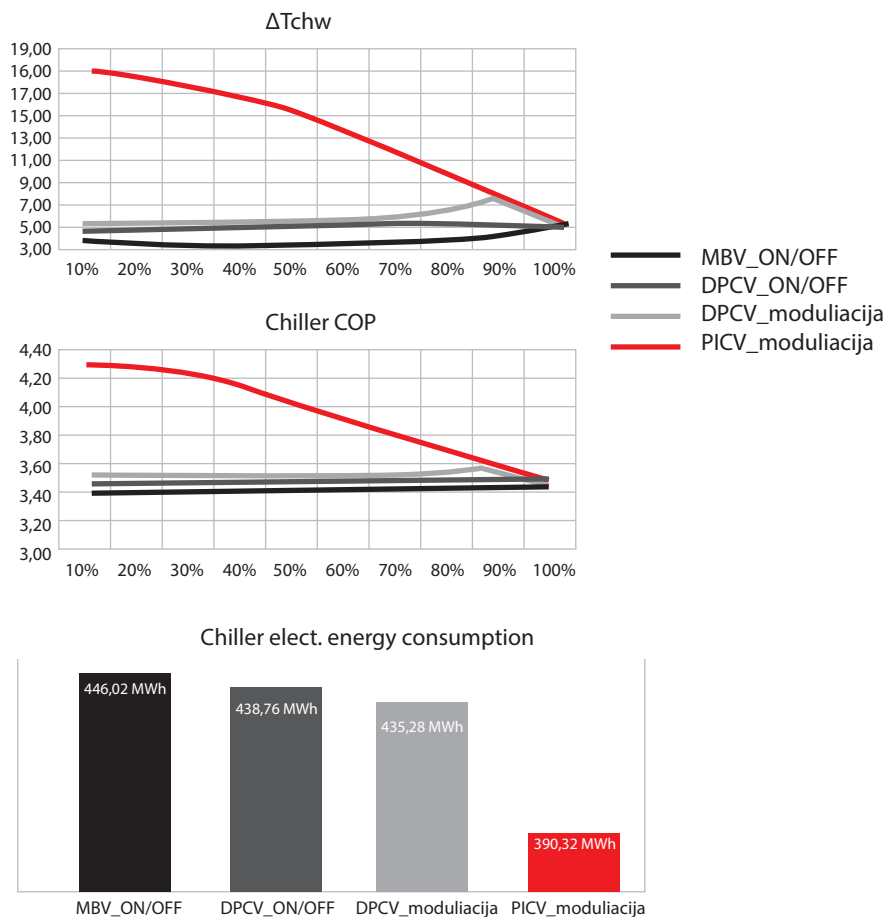 ΔTchw
19,00
16,00
17,00
15,00
13,00
11,00
9,00
7,00
5,00
3,00
10% 20% 30% 40% 50% 60% 70% 80% 90% 100%
MBV_ON/OFF
DPCV_ON/OFF
DPCV_moduliacija
PICV_moduliacija
Chiller COP
4,40
4,20
4,00
3,80
3,60
3,40
3,20
3,00
10% 20% 30% 40% 50% 60% 70% 80% 90% 100%
Chiller elect. energy consumption
446,02 MWh
438,76 MWh
435,28 MWh
390,32 MWh
MBV_ON/OFF DPCV_ON/OFF DPCV_moduliacija PICV_moduliacija